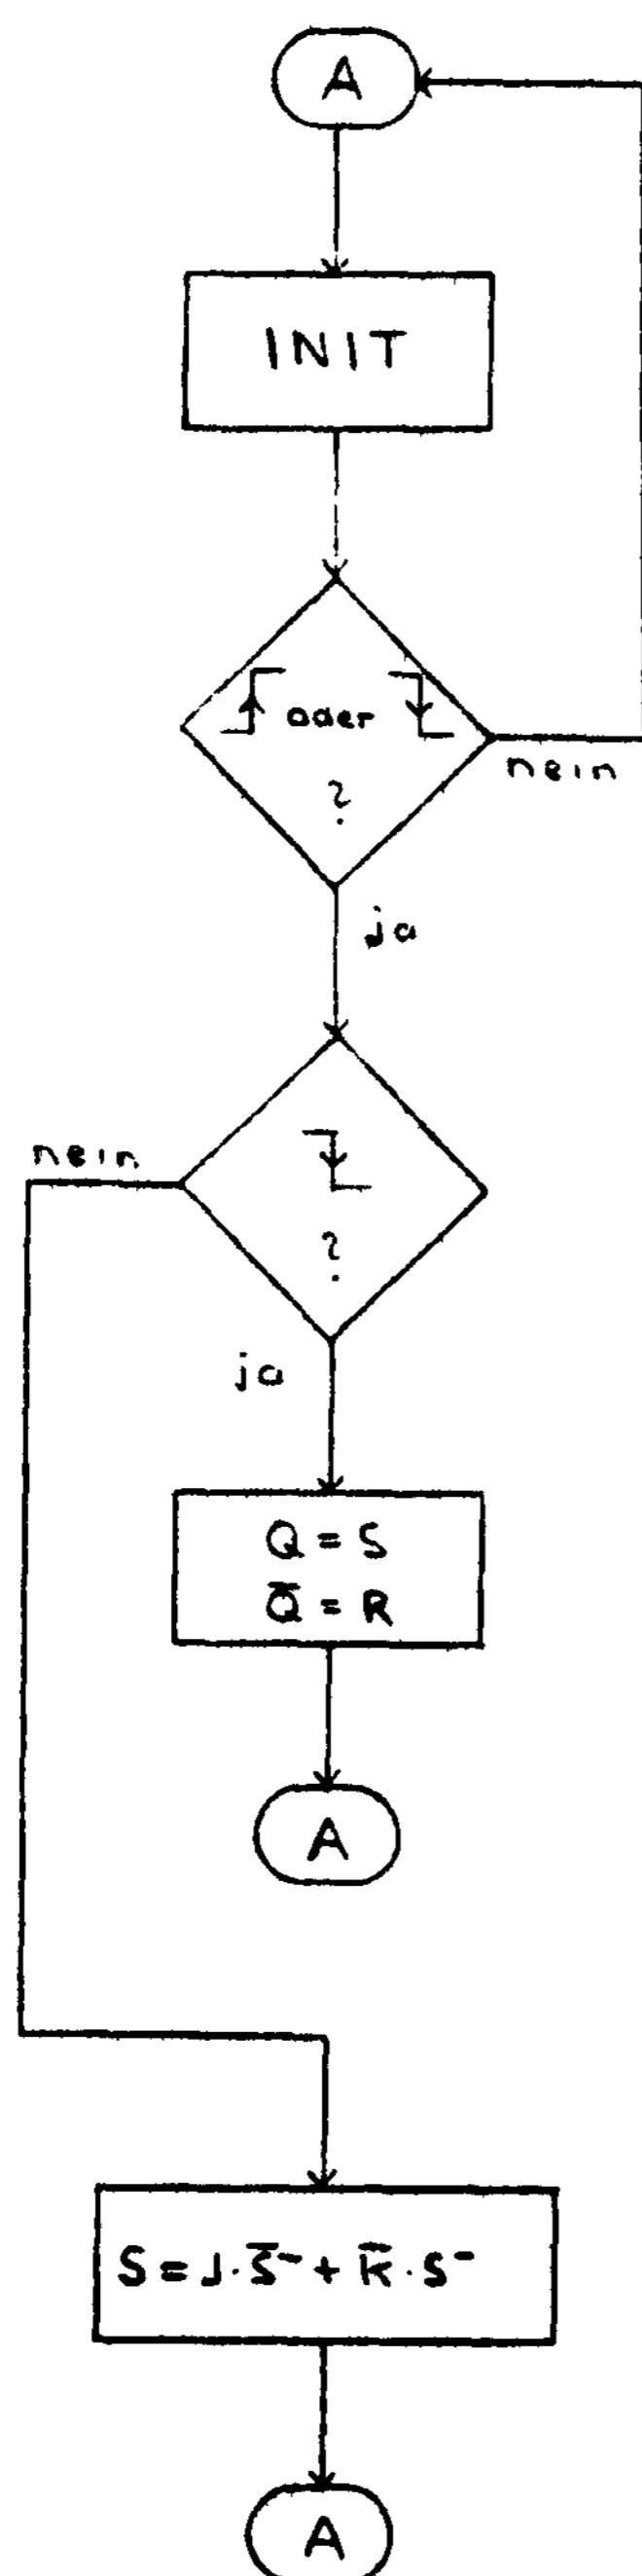 A
INIT
oder
?
nein
ja
nein
?
ja
Q = S
Q̅ = R
A
S = J · S̅⁻ + K̅ · S⁻
A